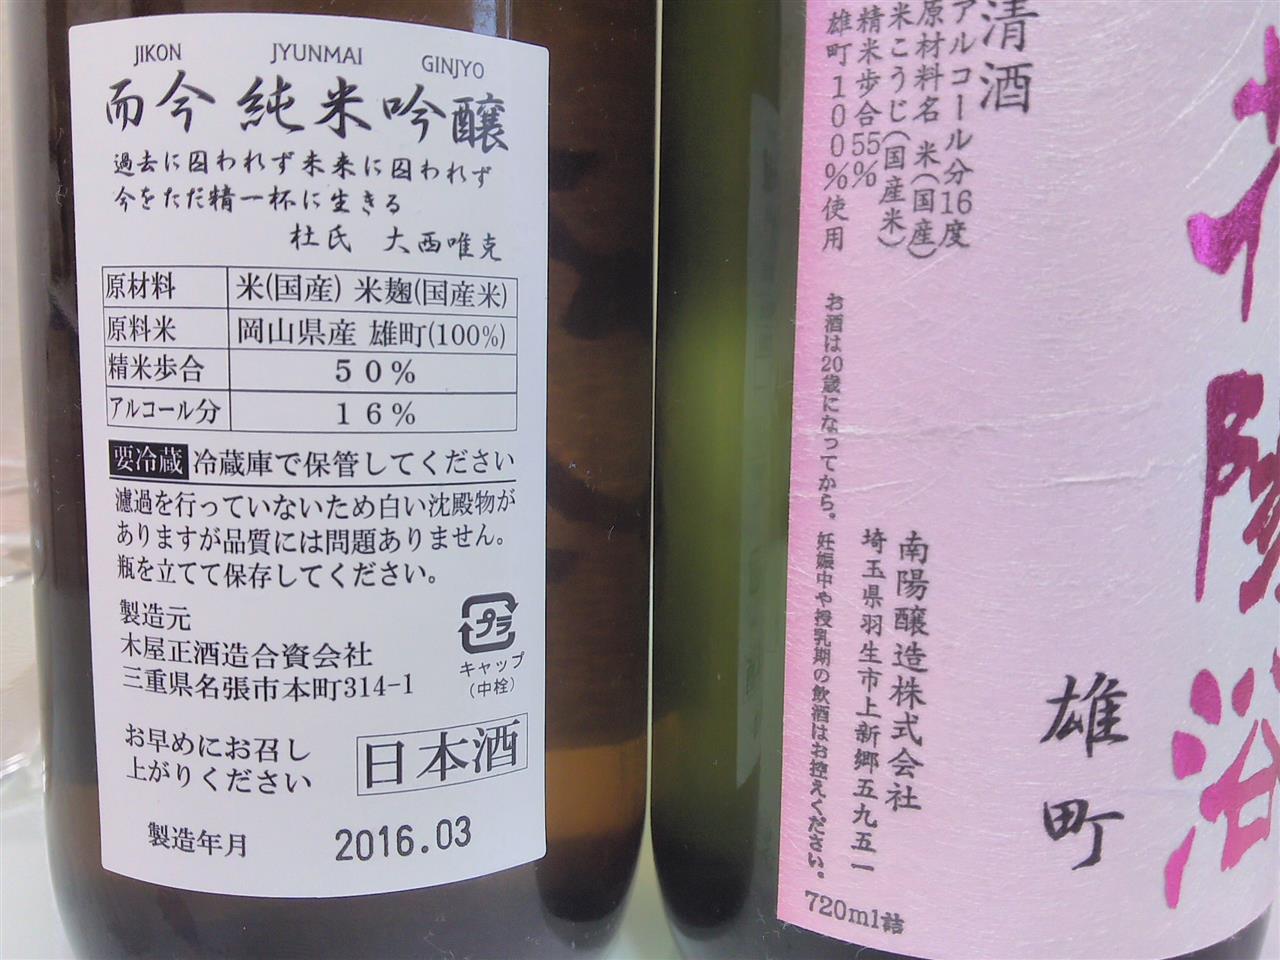 JIKON JYUNMAI GINJYO
而今 純米吟醸
過去に囚われず未来に囚われず
今をただ精一杯に生きる
杜氏 大西唯克
原材料 米(国産) 米麹(国産米)
原料米 岡山県産 雄町(100%)
精米歩合 50%
アルコール分 16%
要冷蔵 冷蔵庫で保管してください
濾過を行っていないため白い沈殿物が
ありますが品質には問題ありません。
瓶を立てて保存してください。
製造元
木屋正酒造合資会社
三重県名張市本町314-1
プラ
キャップ
(中栓)
お早めにお召し
上がりください
日本酒
製造年月 2016.03
花陽浴
雄町
清酒
アルコール分16度
原材料名 米(国産)
米こうじ(国産米)
精米歩合55%
雄町100%使用
南陽醸造株式会社
埼玉県羽生市上新郷五九五一
お酒は20歳になってから。妊娠中や授乳期の飲酒はお控えください。
720ml詰